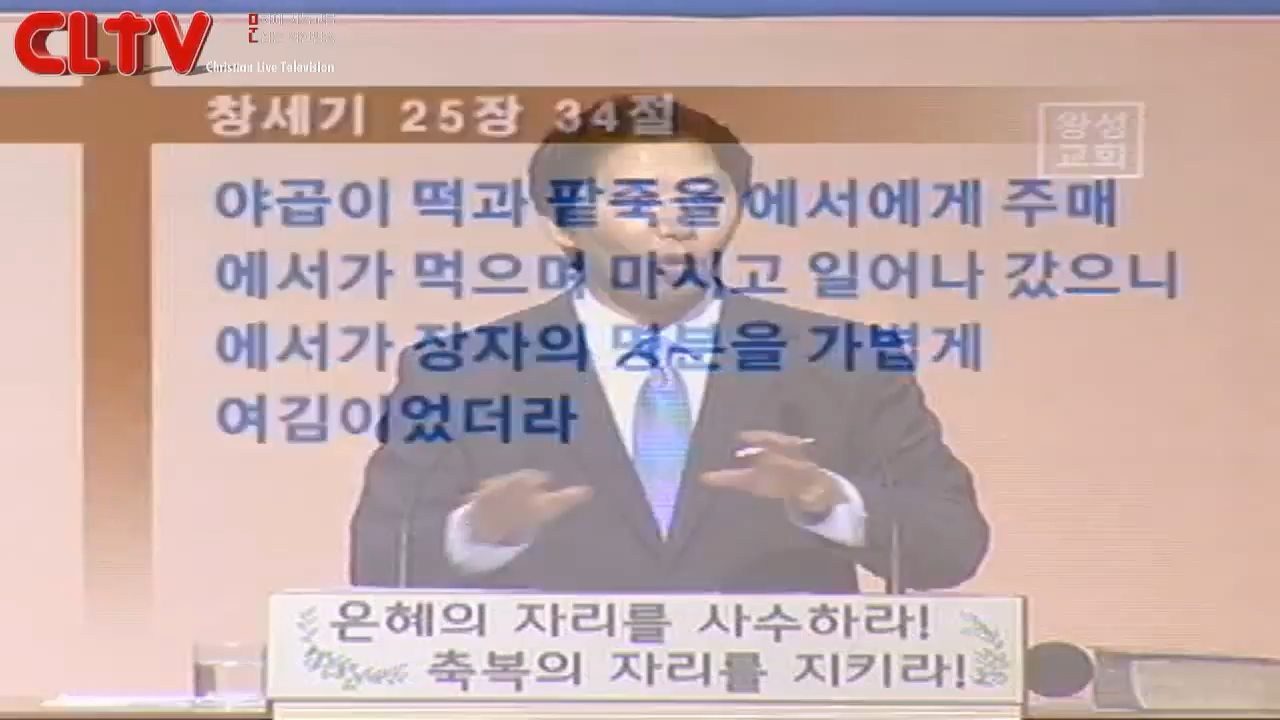 CLTV
Christian Live Television
창세기 25장 34절
왕성
교회
야곱이 떡과 팥죽을 에서에게 주매
에서가 먹으며 마시고 일어나 갔으니
에서가 장자의 명분을 가볍게
여김이었더라
은혜의 자리를 사수하라!
축복의 자리를 지키라!